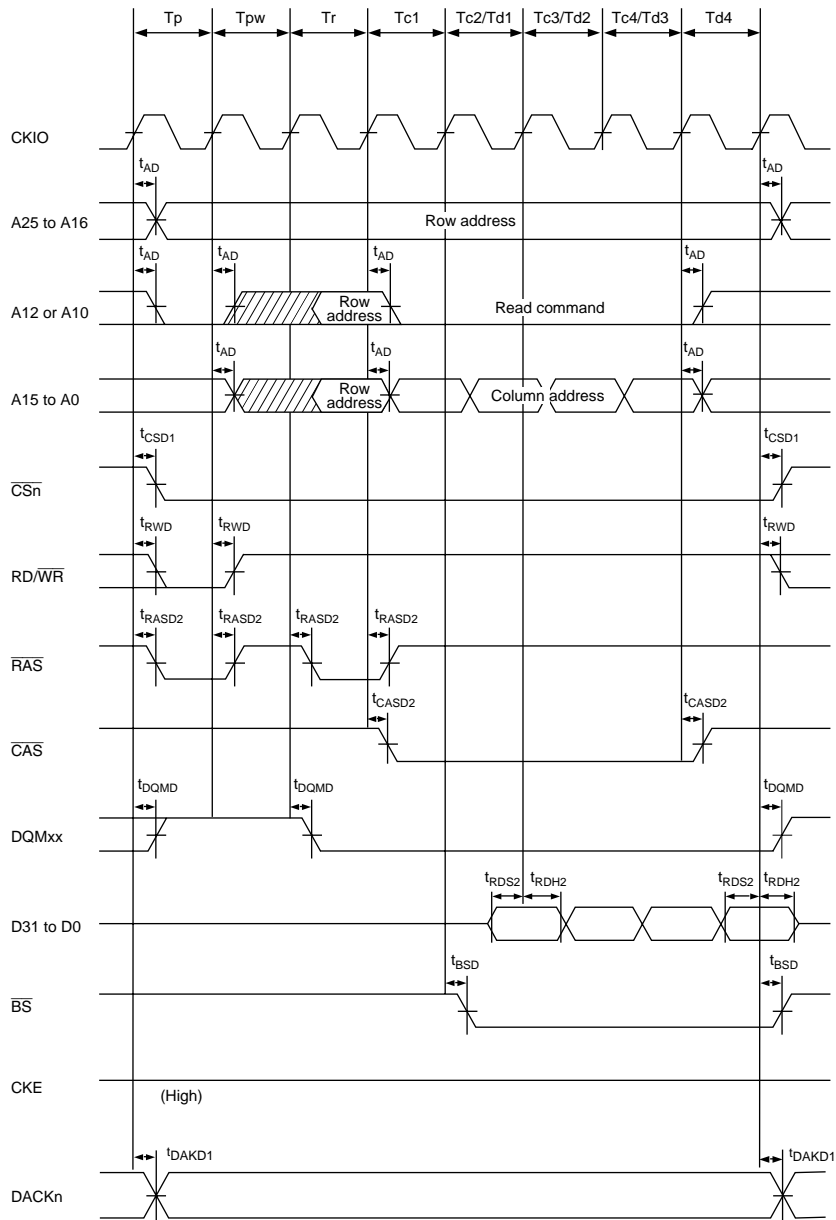 Tp Tpw Tr Tc1 Tc2/Td1 Tc3/Td2 Tc4/Td3 Td4
CKIO
tAD tAD
A25 to A16 Row address
tAD tAD tAD tAD
A12 or A10 Row address Read command
tAD tAD tAD
A15 to A0 Row address Column address
tCSD1 tCSD1
CSn
tRWD tRWD tRWD
RD/WR
tRASD2 tRASD2 tRASD2 tRASD2
RAS
tCASD2 tCASD2
CAS
tDQMD tDQMD tDQMD
DQMxx
tRDS2 tRDH2 tRDS2 tRDH2
D31 to D0
tBSD tBSD
BS
CKE
(High)
tDAKD1 tDAKD1
DACKn